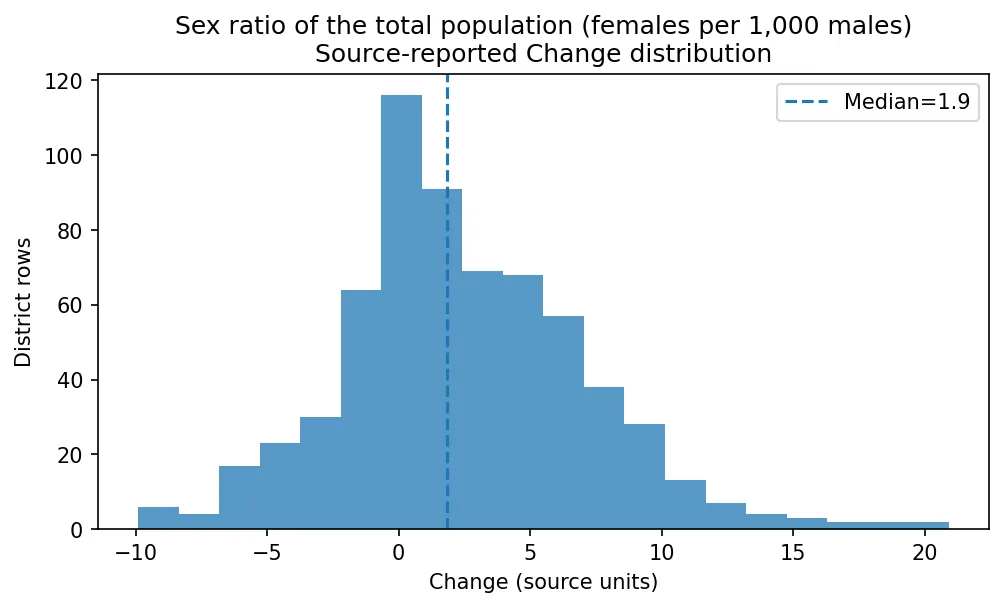 Sex ratio of the total population (females per 1,000 males)
Source-reported Change distribution
Median=1.9
120
100
80
60
40
20
0
District rows
−10
−5
0
5
10
15
20
Change (source units)